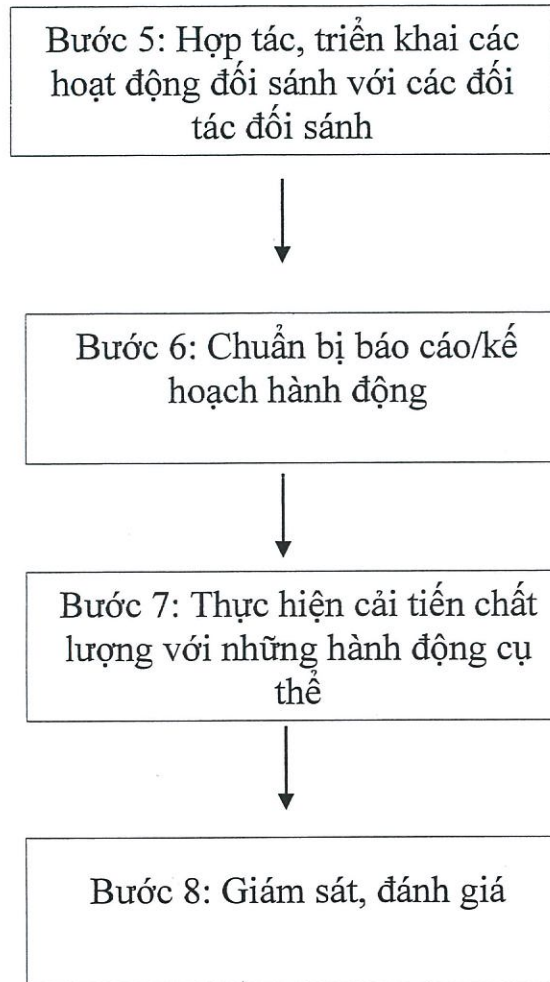 Bước 5: Hợp tác, triển khai các
hoạt động đối sánh với các đối
tác đối sánh
Bước 6: Chuẩn bị báo cáo/kế
hoạch hành động
Bước 7: Thực hiện cải tiến chất
lượng với những hành động cụ
thể
Bước 8: Giám sát, đánh giá